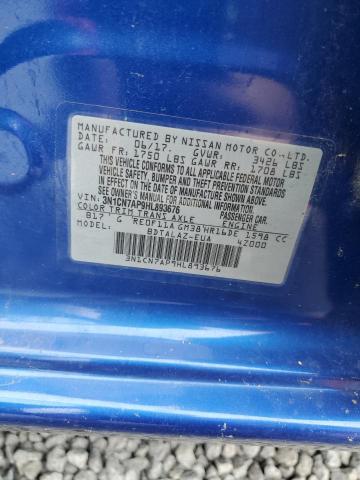 MANUFACTURED BY NISSAN MOTOR CO.,LTD.
DATE: 06/17. GVWR: 3426 LBS
GAWR FR: 1750 LBS GAWR RR: 1708 LBS
THIS VEHICLE CONFORMS TO ALL APPLICABLE
FEDERAL MOTOR VEHICLE SAFETY, BUMPER,
AND THEFT PREVENTION STANDARDS IN EFFECT
ON THE DATE OF MANUFACTURE SHOWN ABOVE.
SEE OWNER'S MANUAL FOR ADDITIONAL INFORMATION
VIN: 3N1CN7AP9HL893676 PASSENGER CAR
COLOR TRIM TRANS AXLE ENGINE
B17 G RE0F11A GM38 HR16DE 1598 CC
BDTALAZ-EUA 42000
3N1CN7AP9HL893676